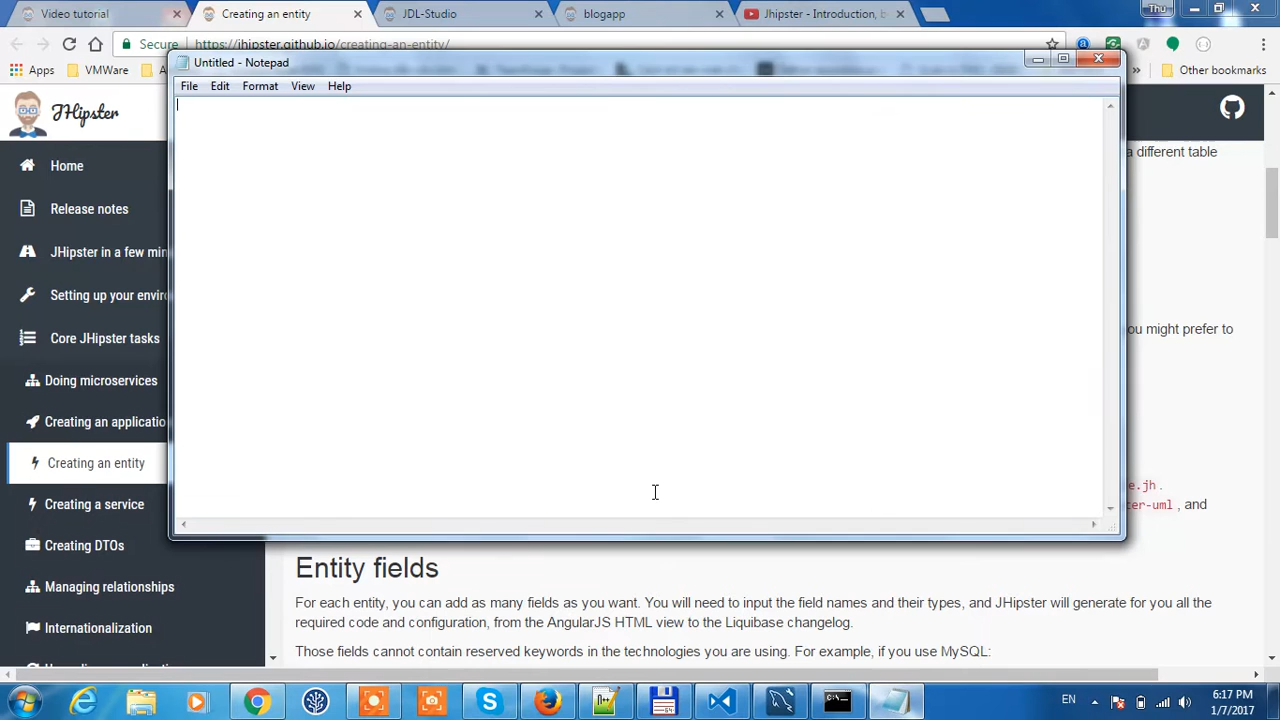 Video tutorial
Creating an entity
JDL-Studio
blogapp
Jhipster - Introduction, b
Thu
Secure
https://jhipster.github.io/creating-an-entity/
Apps
VMWare
Other bookmarks
Untitled - Notepad
File Edit Format View Help
JHipster
Home
Release notes
JHipster in a few min
Setting up your enviro
Core JHipster tasks
Doing microservices
Creating an applicatio
Creating an entity
Creating a service
Creating DTOs
Managing relationships
Internationalization
a different table
ou might prefer to
e.jh .
ter-uml , and
Entity fields
For each entity, you can add as many fields as you want. You will need to input the field names and their types, and JHipster will generate for you all the
required code and configuration, from the AngularJS HTML view to the Liquibase changelog.
Those fields cannot contain reserved keywords in the technologies you are using. For example, if you use MySQL:
EN
6:17 PM
1/7/2017